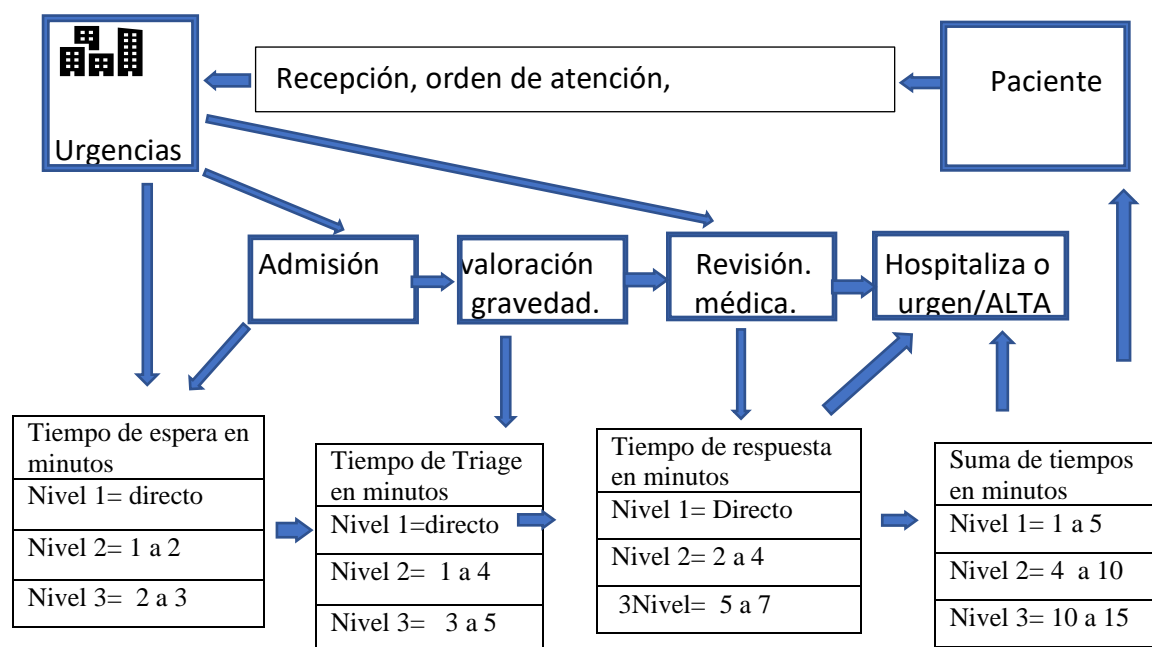 Recepción, orden de atención,
Paciente
Urgencias
Admisión
valoración
gravedad.
Revisión.
médica.
Hospitaliza o
urgen/ALTA
Tiempo de espera en
minutos
Nivel 1= directo
Nivel 2= 1 a 2
Nivel 3= 2 a 3
Tiempo de Triage
en minutos
Nivel 1=directo
Nivel 2= 1 a 4
Nivel 3= 3 a 5
Tiempo de respuesta
en minutos
Nivel 1= Directo
Nivel 2= 2 a 4
3Nivel= 5 a 7
Suma de tiempos
en minutos
Nivel 1= 1 a 5
Nivel 2= 4 a 10
Nivel 3= 10 a 15